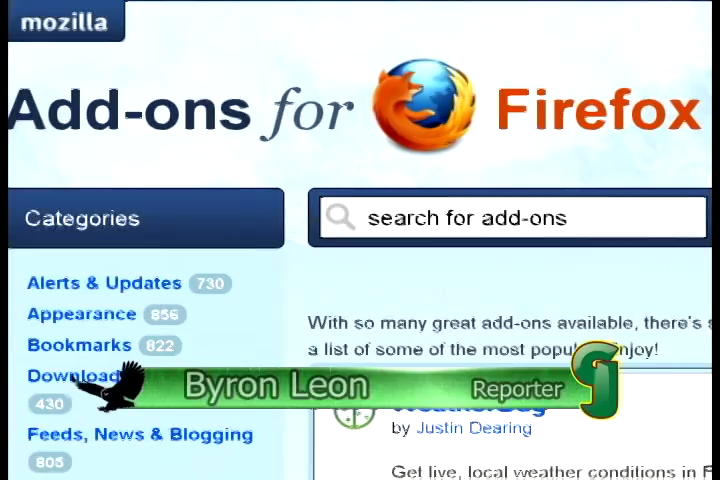 mozilla
Add-ons for Firefox
Categories
search for add-ons
Alerts & Updates 730
Appearance 856
Bookmarks 822
Download
430
Feeds, News & Blogging
805
With so many great add-ons available, there's s
a list of some of the most popul enjoy!
Byron Leon
Reporter
G
by Justin Dearing
Get live, local weather conditions in F